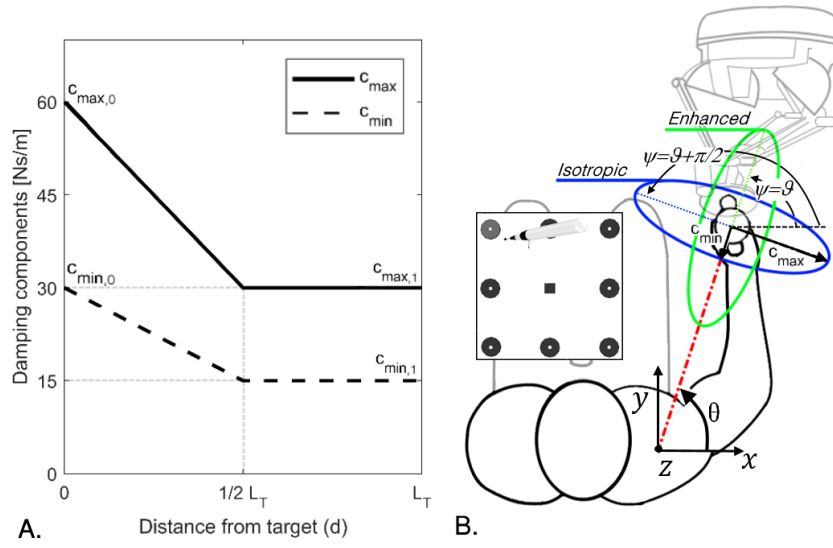 Damping components [Ns/m]
60
45
30
15
0
c_max,0
c_min,0
c_max
c_min
c_max,1
c_min,1
0
1/2 L_T
L_T
Distance from target (d)
A.
Enhanced
ψ=ϑ+π/2
Isotropic
ψ=ϑ
c_min
c_max
y
θ
z
x
B.